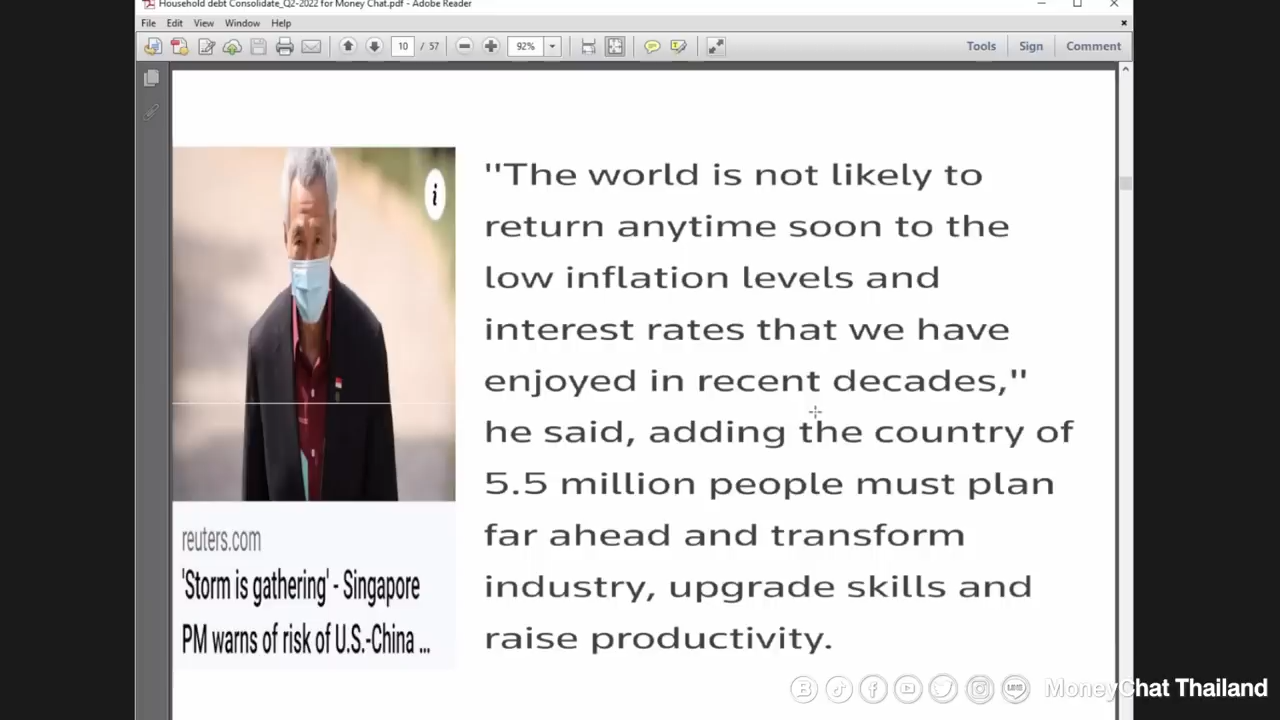 Household debt Consolidate_Q2-2022 for Money Chat.pdf - Adobe Reader
File Edit View Window Help
10 / 57 92% Tools Sign Comment
"The world is not likely to
return anytime soon to the
low inflation levels and
interest rates that we have
enjoyed in recent decades,"
he said, adding the country of
5.5 million people must plan
far ahead and transform
industry, upgrade skills and
raise productivity.
i
reuters.com
'Storm is gathering' - Singapore
PM warns of risk of U.S.-China ...
MoneyChat Thailand